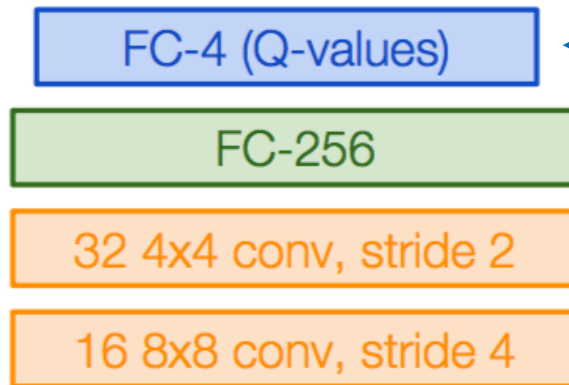 FC-4 (Q-values)
FC-256
32 4x4 conv, stride 2
16 8x8 conv, stride 4